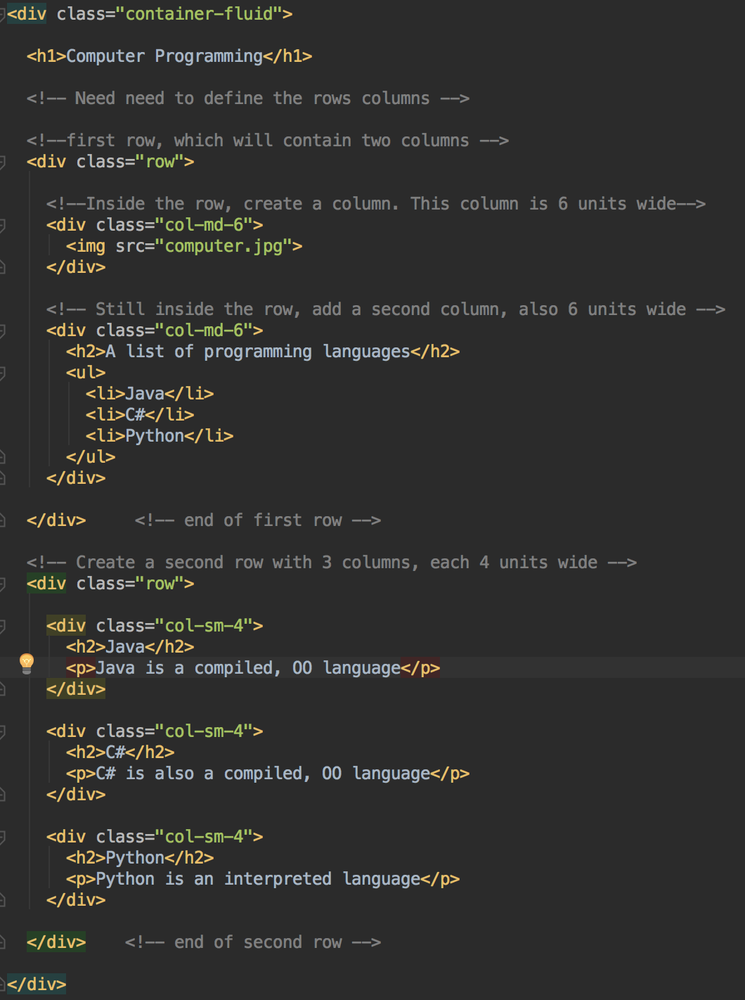 <div class="container-fluid">
<h1>Computer Programming</h1>
<!-- Need need to define the rows columns -->
<!--first row, which will contain two columns -->
<div class="row">
<!--Inside the row, create a column. This column is 6 units wide-->
<div class="col-md-6">
<img src="computer.jpg">
</div>
<!-- Still inside the row, add a second column, also 6 units wide -->
<div class="col-md-6">
<h2>A list of programming languages</h2>
<ul>
<li>Java</li>
<li>C#</li>
<li>Python</li>
</ul>
</div>
</div> <!-- end of first row -->
<!-- Create a second row with 3 columns, each 4 units wide -->
<div class="row">
<div class="col-sm-4">
<h2>Java</h2>
<p>Java is a compiled, OO language</p>
</div>
<div class="col-sm-4">
<h2>C#</h2>
<p>C# is also a compiled, OO language</p>
</div>
<div class="col-sm-4">
<h2>Python</h2>
<p>Python is an interpreted language</p>
</div>
</div> <!-- end of second row -->
</div>